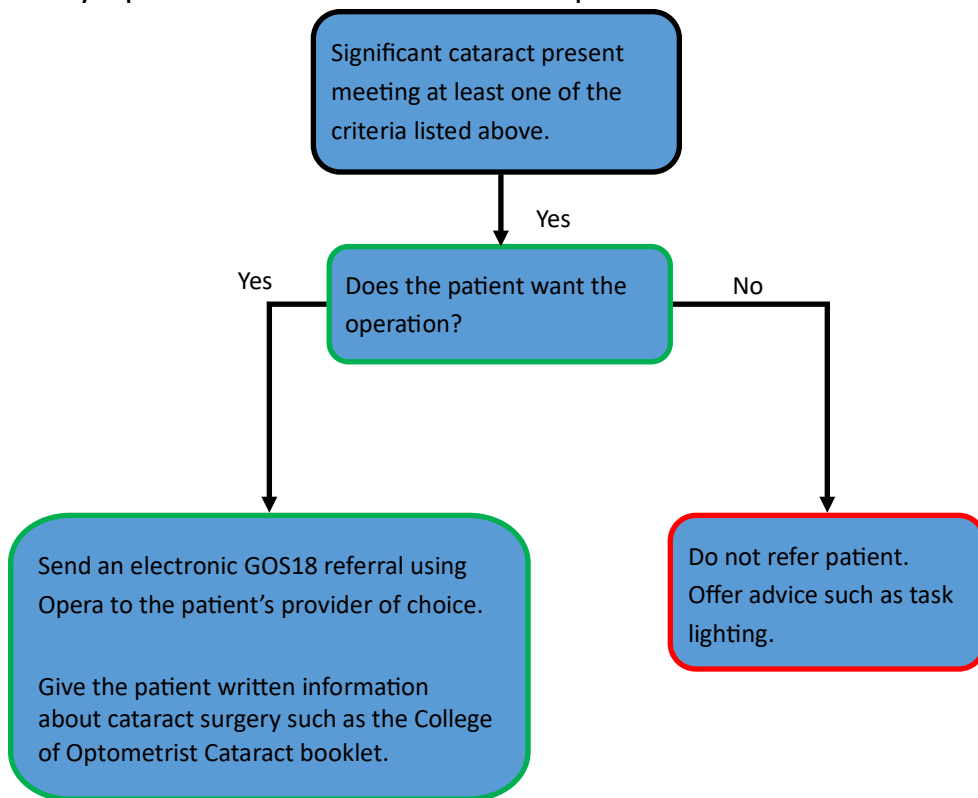 Significant cataract present
meeting at least one of the
criteria listed above.
Yes
Does the patient want the
operation?
Yes
No
Send an electronic GOS18 referral using
Opera to the patient’s provider of choice.
Give the patient written information
about cataract surgery such as the College
of Optometrist Cataract booklet.
Do not refer patient.
Offer advice such as task
lighting.